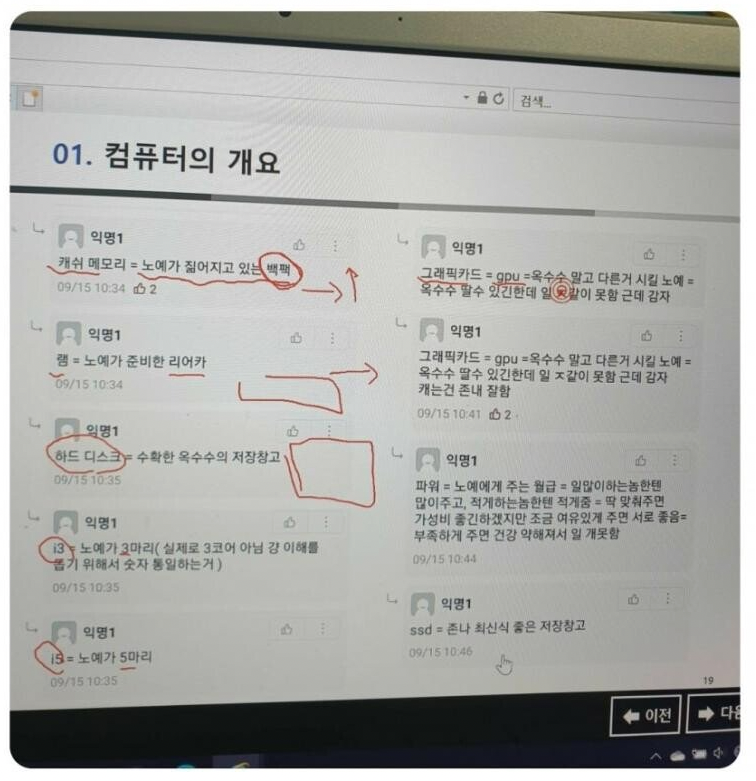 검색...
01. 컴퓨터의 개요
익명1
캐쉬 메모리 = 노예가 짊어지고 있는 백팩
09/15 10:34 2
익명1
램 = 노예가 준비한 리어카
09/15 10:34
익명1
하드 디스크 = 수확한 옥수수의 저장창고
09/15 10:35
익명1
i3 = 노예가 3마리( 실제로 3코어 아님 걍 이해를
돕기 위해서 숫자 통일하는거 )
09/15 10:35
익명1
i5 = 노예가 5마리
09/15 10:35
익명1
그래픽카드 = gpu =옥수수 말고 다른거 시킬 노예 =
옥수수 딸수 있긴한데 일 ㅈ같이 못함 근데 감자
익명1
그래픽카드 = gpu =옥수수 말고 다른거 시킬 노예 =
옥수수 딸수 있긴한데 일 ㅈ같이 못함 근데 감자
캐는건 존내 잘함
09/15 10:41 2
익명1
파워 = 노예에게 주는 월급 = 일많이하는놈한텐
많이주고, 적게하는놈한텐 적게줌 = 딱 맞춰주면
가성비 좋긴하겠지만 조금 여유있게 주면 서로 좋음=
부족하게 주면 건강 약해져서 일 개못함
09/15 10:44
익명1
ssd = 존나 최신식 좋은 저장창고
09/15 10:46
19
이전
다음